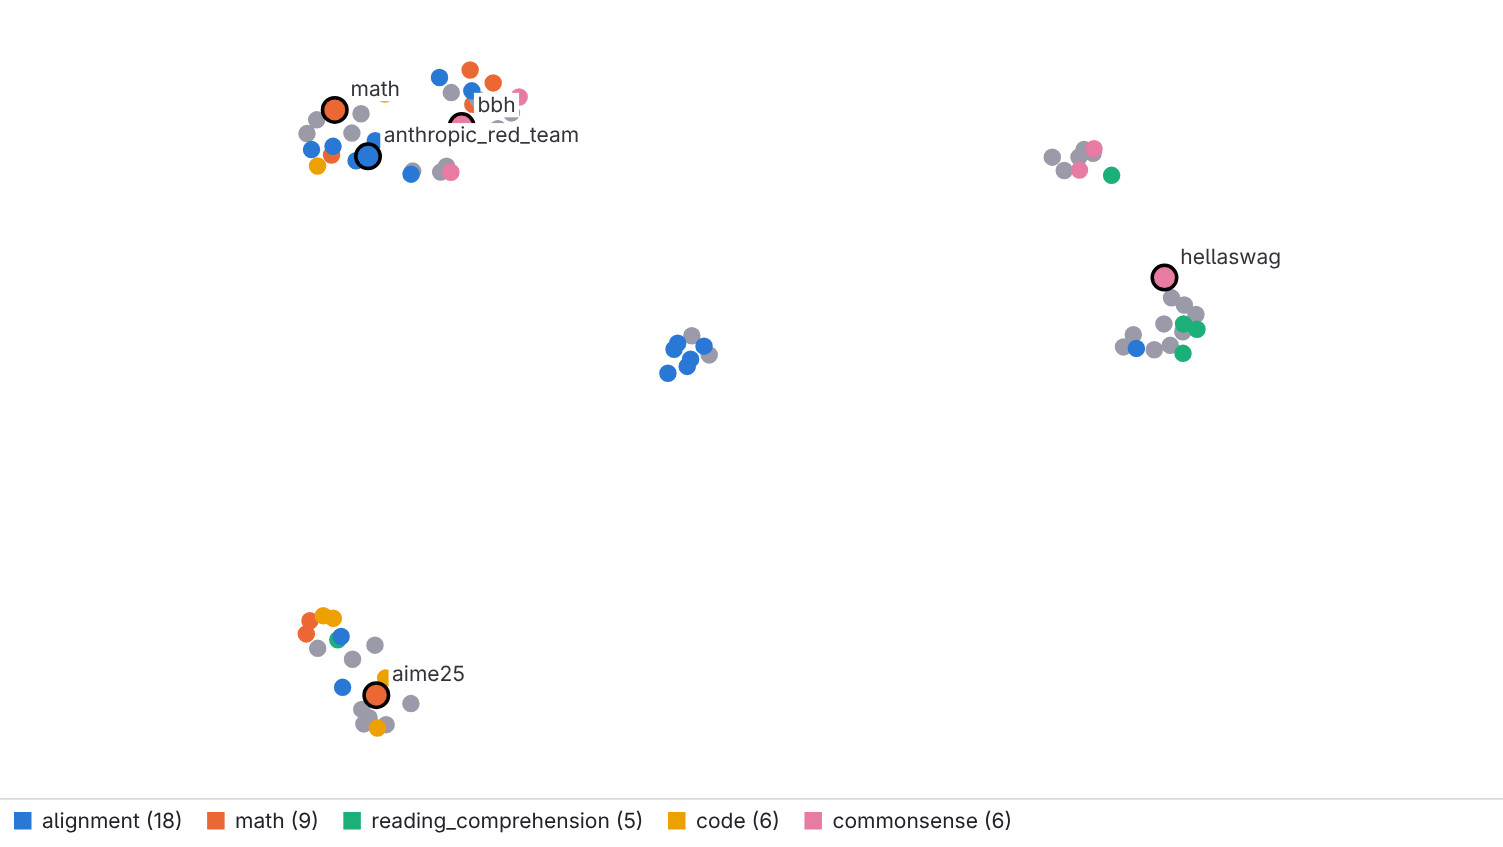 math
bbh
anthropic_red_team
hellaswag
aime25
alignment (18)
math (9)
reading_comprehension (5)
code (6)
commonsense (6)